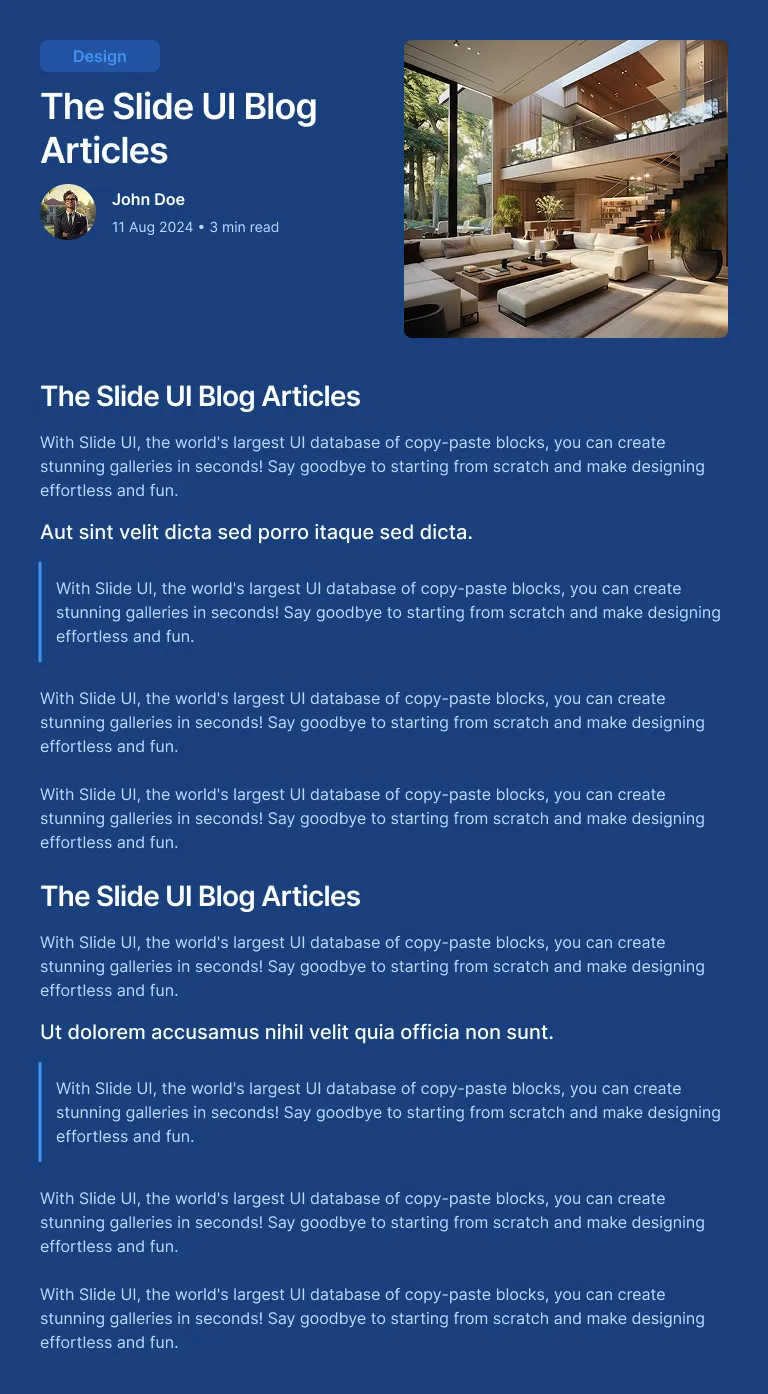 Design
The Slide UI Blog
Articles
John Doe
11 Aug 2024 • 3 min read
The Slide UI Blog Articles
With Slide UI, the world's largest UI database of copy-paste blocks, you can create
stunning galleries in seconds! Say goodbye to starting from scratch and make designing
effortless and fun.
Aut sint velit dicta sed porro itaque sed dicta.
With Slide UI, the world's largest UI database of copy-paste blocks, you can create
stunning galleries in seconds! Say goodbye to starting from scratch and make designing
effortless and fun.
With Slide UI, the world's largest UI database of copy-paste blocks, you can create
stunning galleries in seconds! Say goodbye to starting from scratch and make designing
effortless and fun.
With Slide UI, the world's largest UI database of copy-paste blocks, you can create
stunning galleries in seconds! Say goodbye to starting from scratch and make designing
effortless and fun.
The Slide UI Blog Articles
With Slide UI, the world's largest UI database of copy-paste blocks, you can create
stunning galleries in seconds! Say goodbye to starting from scratch and make designing
effortless and fun.
Ut dolorem accusamus nihil velit quia officia non sunt.
With Slide UI, the world's largest UI database of copy-paste blocks, you can create
stunning galleries in seconds! Say goodbye to starting from scratch and make designing
effortless and fun.
With Slide UI, the world's largest UI database of copy-paste blocks, you can create
stunning galleries in seconds! Say goodbye to starting from scratch and make designing
effortless and fun.
With Slide UI, the world's largest UI database of copy-paste blocks, you can create
stunning galleries in seconds! Say goodbye to starting from scratch and make designing
effortless and fun.